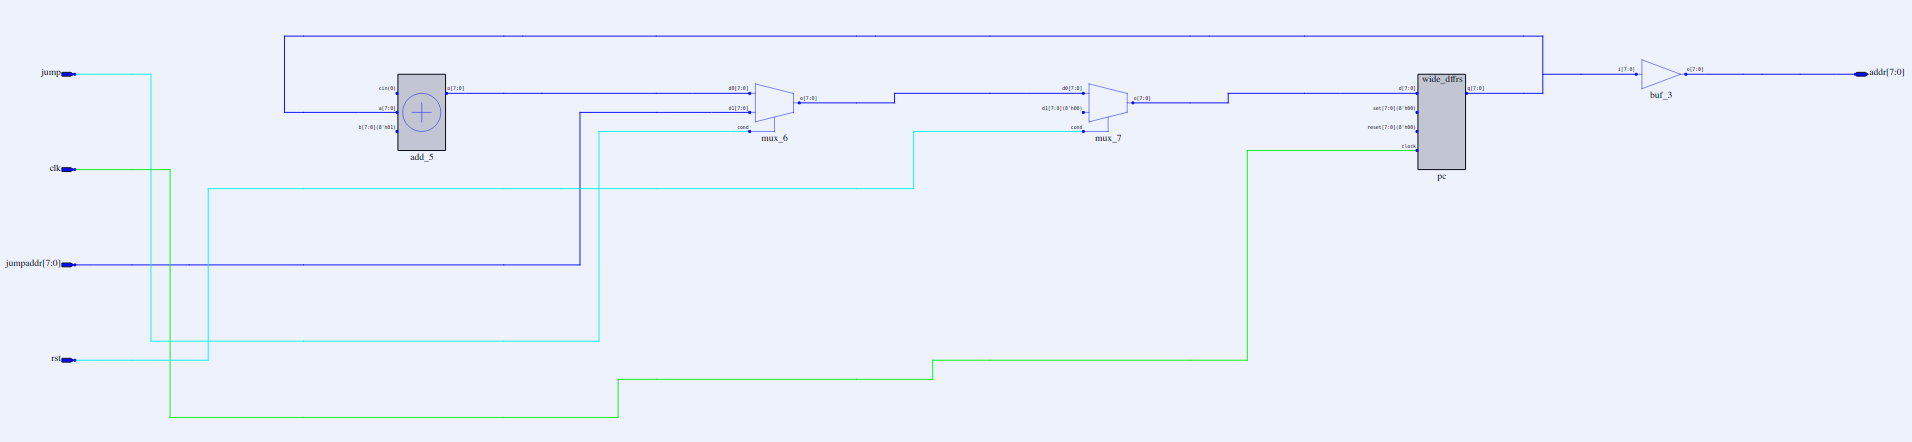 jump
clk
jumpaddr[7:0]
rst
cin(0)
a[7:0]
b[7:0](8'h01)
o[7:0]
add_5
d0[7:0]
d1[7:0]
cond
o[7:0]
mux_6
d0[7:0]
d1[7:0](8'h00)
cond
o[7:0]
mux_7
wide_dffrs
d[7:0]
set[7:0](8'h00)
reset[7:0](8'h00)
clock
q[7:0]
pc
i[7:0]
o[7:0]
buf_3
addr[7:0]